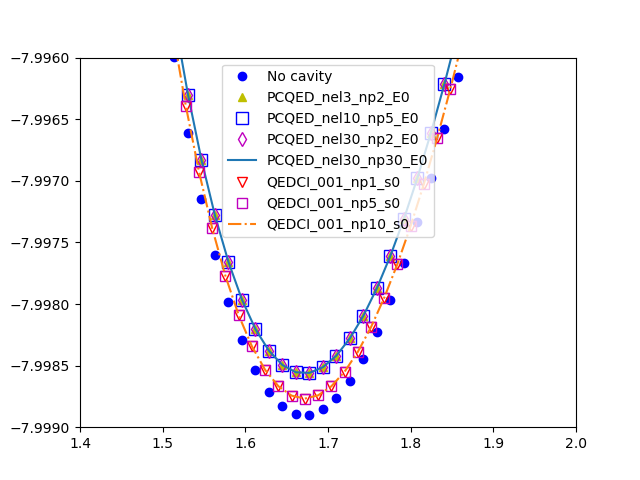 −7.9960
−7.9965
−7.9970
−7.9975
−7.9980
−7.9985
−7.9990
1.4 1.5 1.6 1.7 1.8 1.9 2.0
No cavity
PCQED_nel3_np2_E0
PCQED_nel10_np5_E0
PCQED_nel30_np2_E0
PCQED_nel30_np30_E0
QEDCI_001_np1_s0
QEDCI_001_np5_s0
QEDCI_001_np10_s0